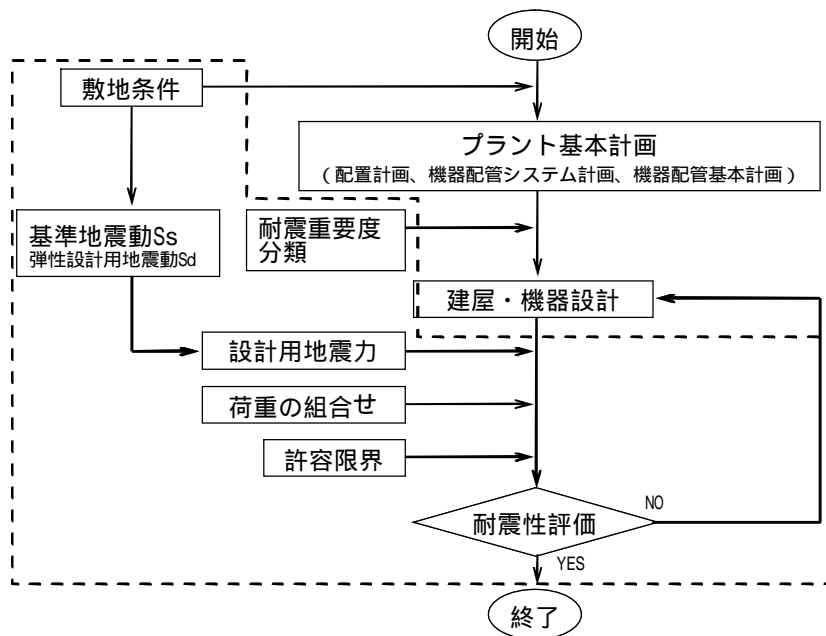 開始
敷地条件
プラント基本計画
（配置計画、機器配管システム計画、機器配管基本計画）
基準地震動Ss
弾性設計用地震動Sd
耐震重要度
分類
建屋・機器設計
設計用地震力
荷重の組合せ
許容限界
耐震性評価
NO
YES
終了